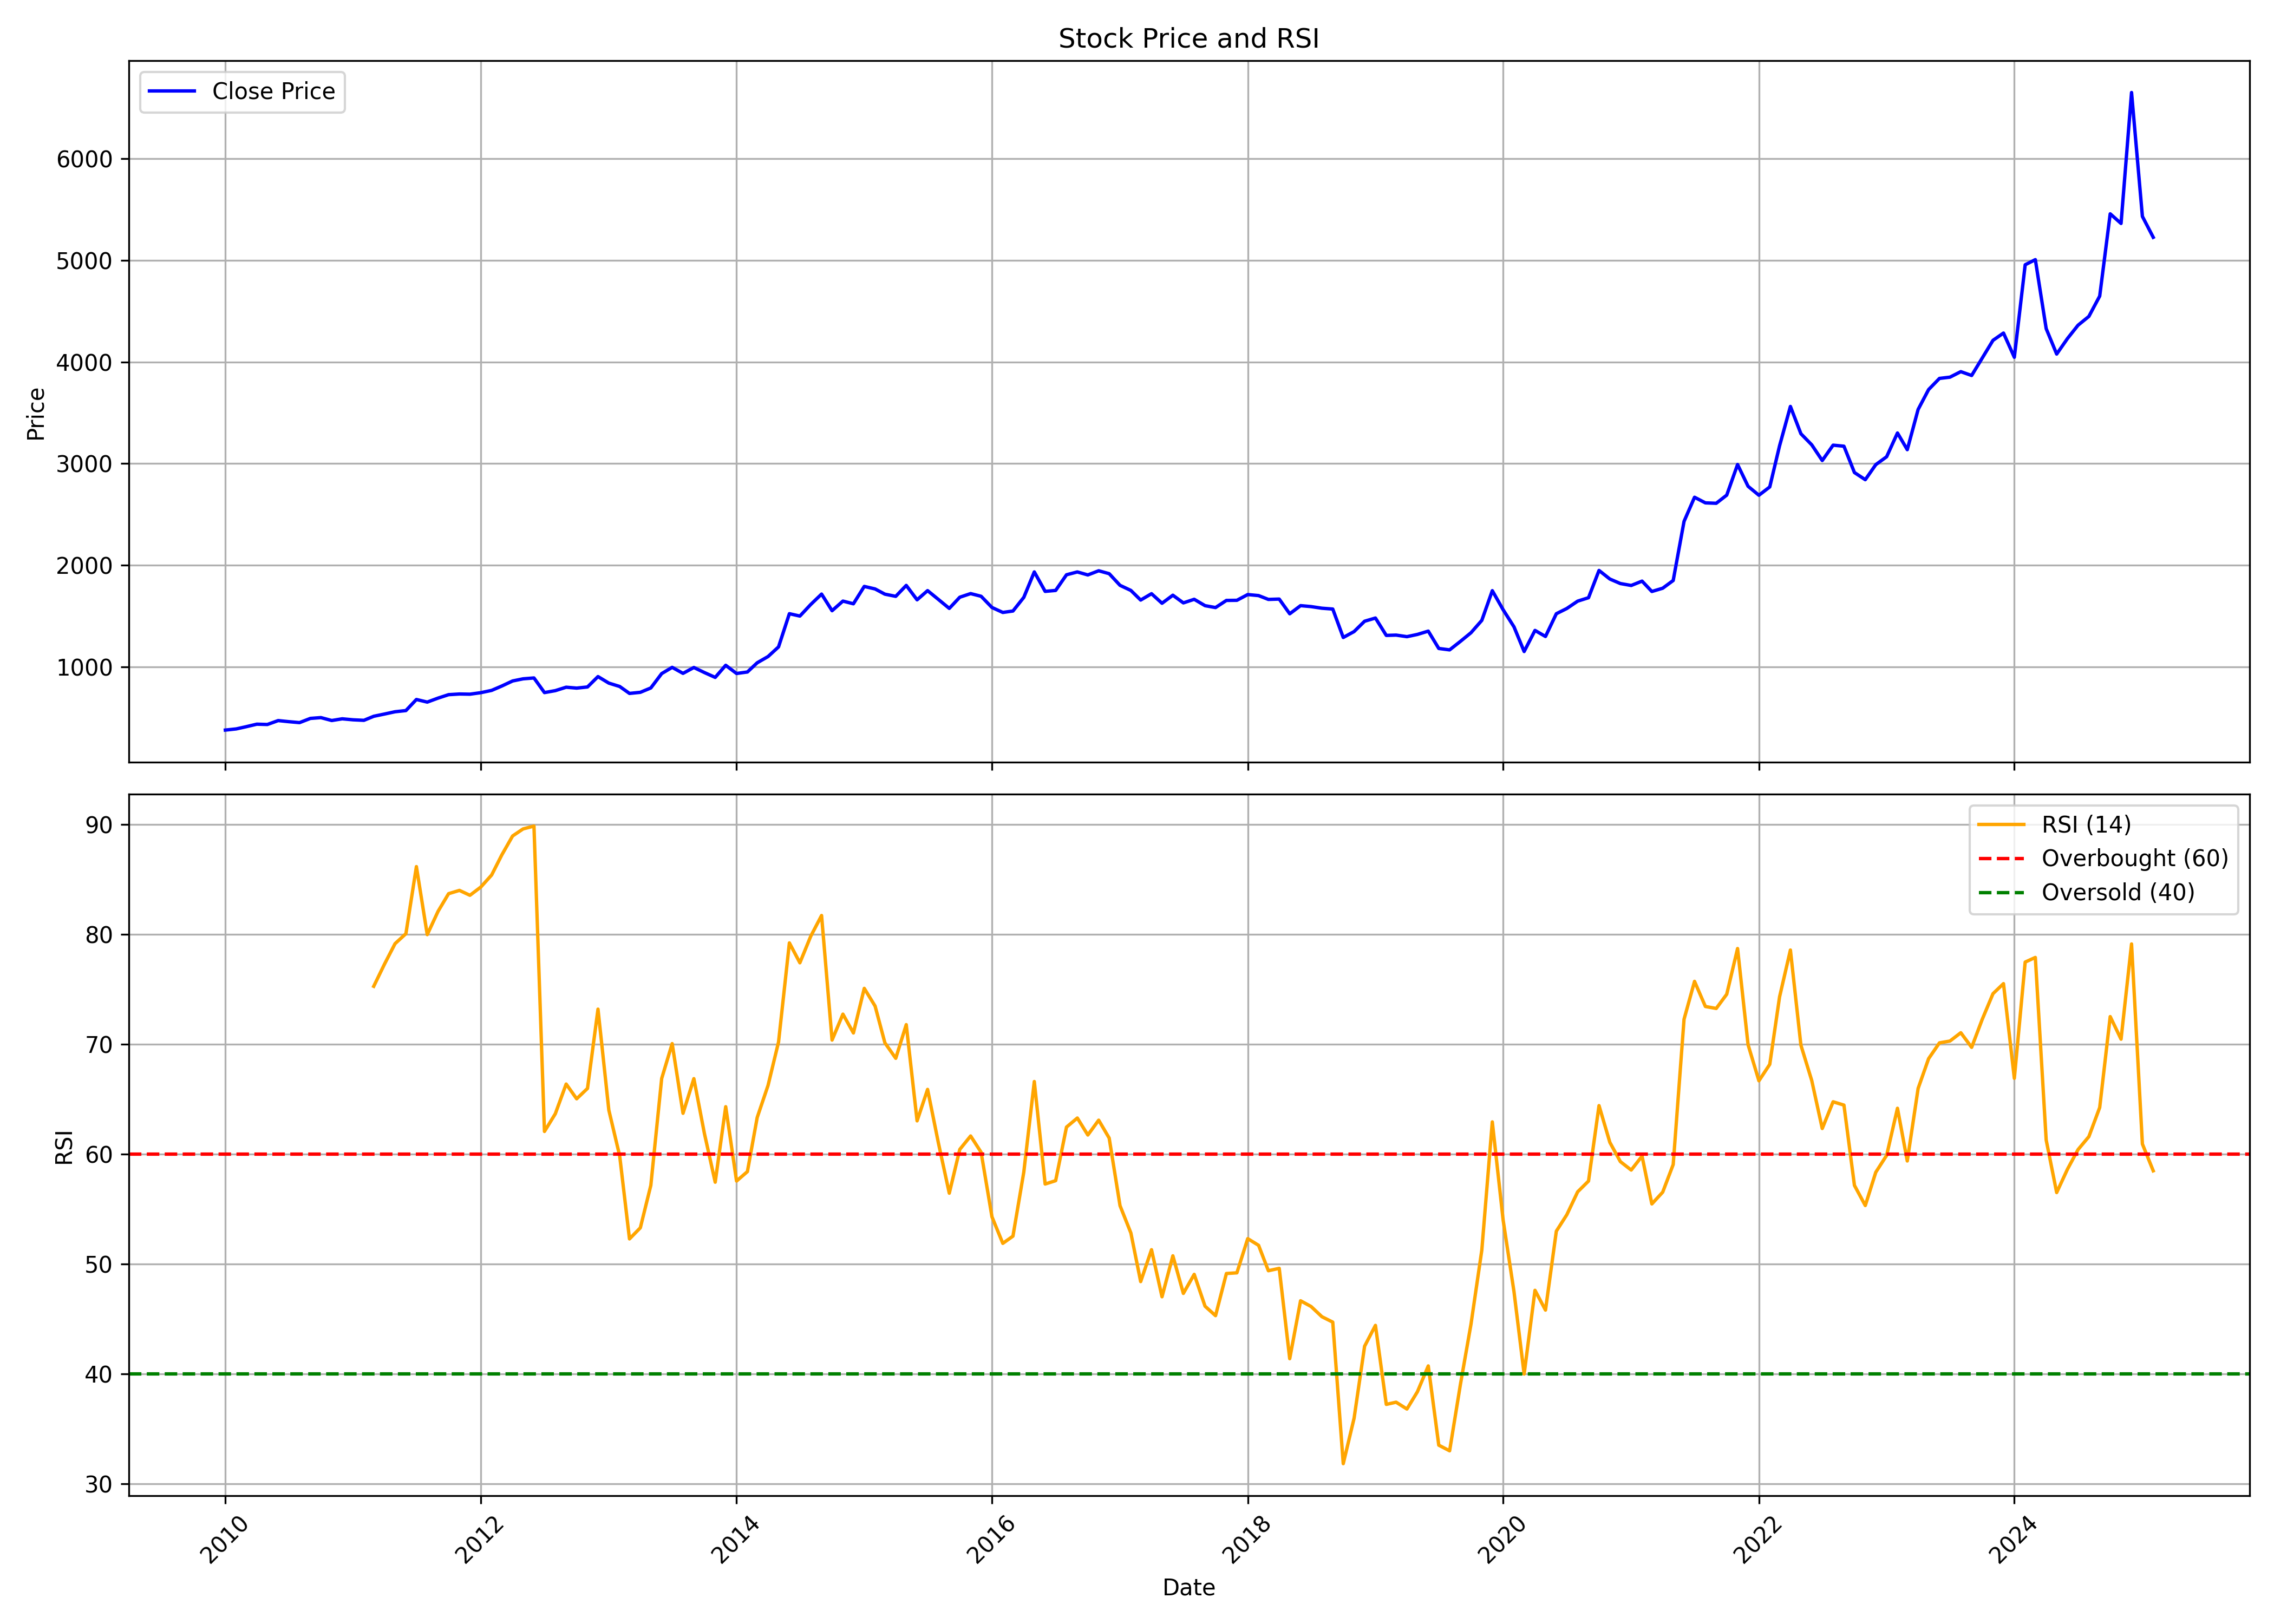 Stock Price and RSI
Close Price
Price
6000
5000
4000
3000
2000
1000
RSI (14)
Overbought (60)
Oversold (40)
RSI
90
80
70
60
50
40
30
2010
2012
2014
2016
2018
2020
2022
2024
Date